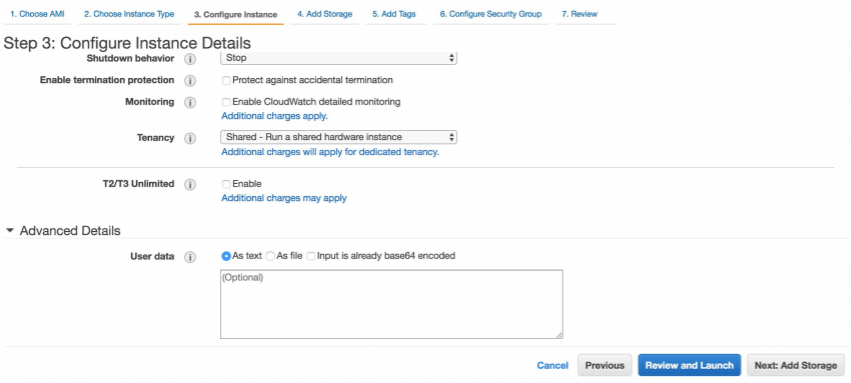 1. Choose AMI 2. Choose Instance Type 3. Configure Instance 4. Add Storage 5. Add Tags 6. Configure Security Group 7. Review
Step 3: Configure Instance Details
Shutdown behavior i Stop
Enable termination protection i Protect against accidental termination
Monitoring i Enable CloudWatch detailed monitoring
Additional charges apply.
Tenancy i Shared - Run a shared hardware instance
Additional charges will apply for dedicated tenancy.
T2/T3 Unlimited i Enable
Additional charges may apply
Advanced Details
User data i As text As file Input is already base64 encoded
(Optional)
Cancel Previous Review and Launch Next: Add Storage